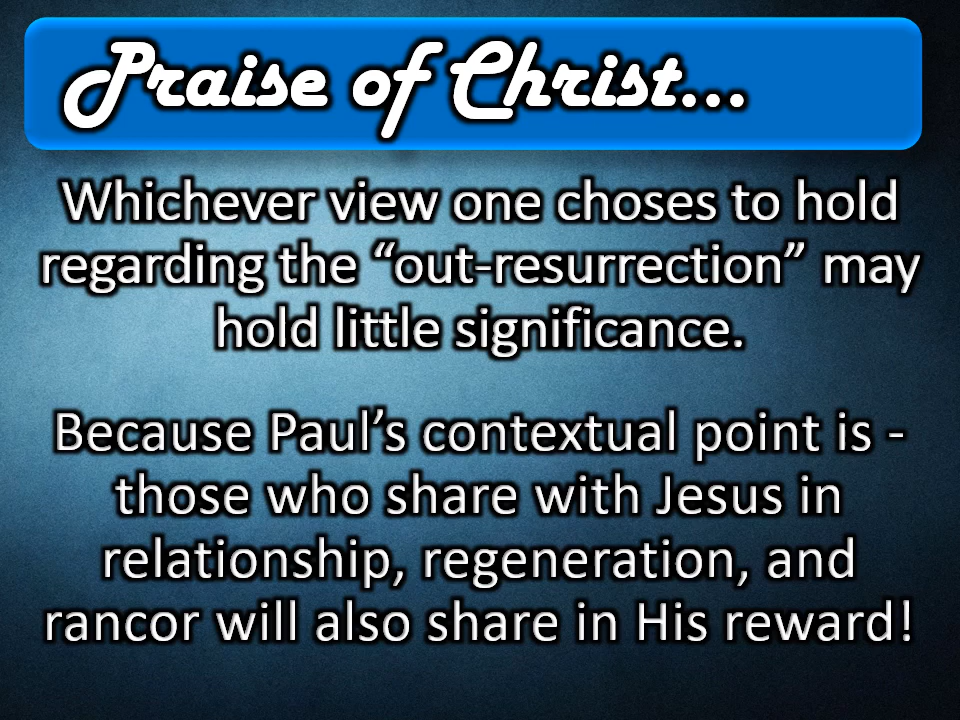 Praise of Christ...
Whichever view one choses to hold
regarding the “out-resurrection” may
hold little significance.
Because Paul’s contextual point is -
those who share with Jesus in
relationship, regeneration, and
rancor will also share in His reward!